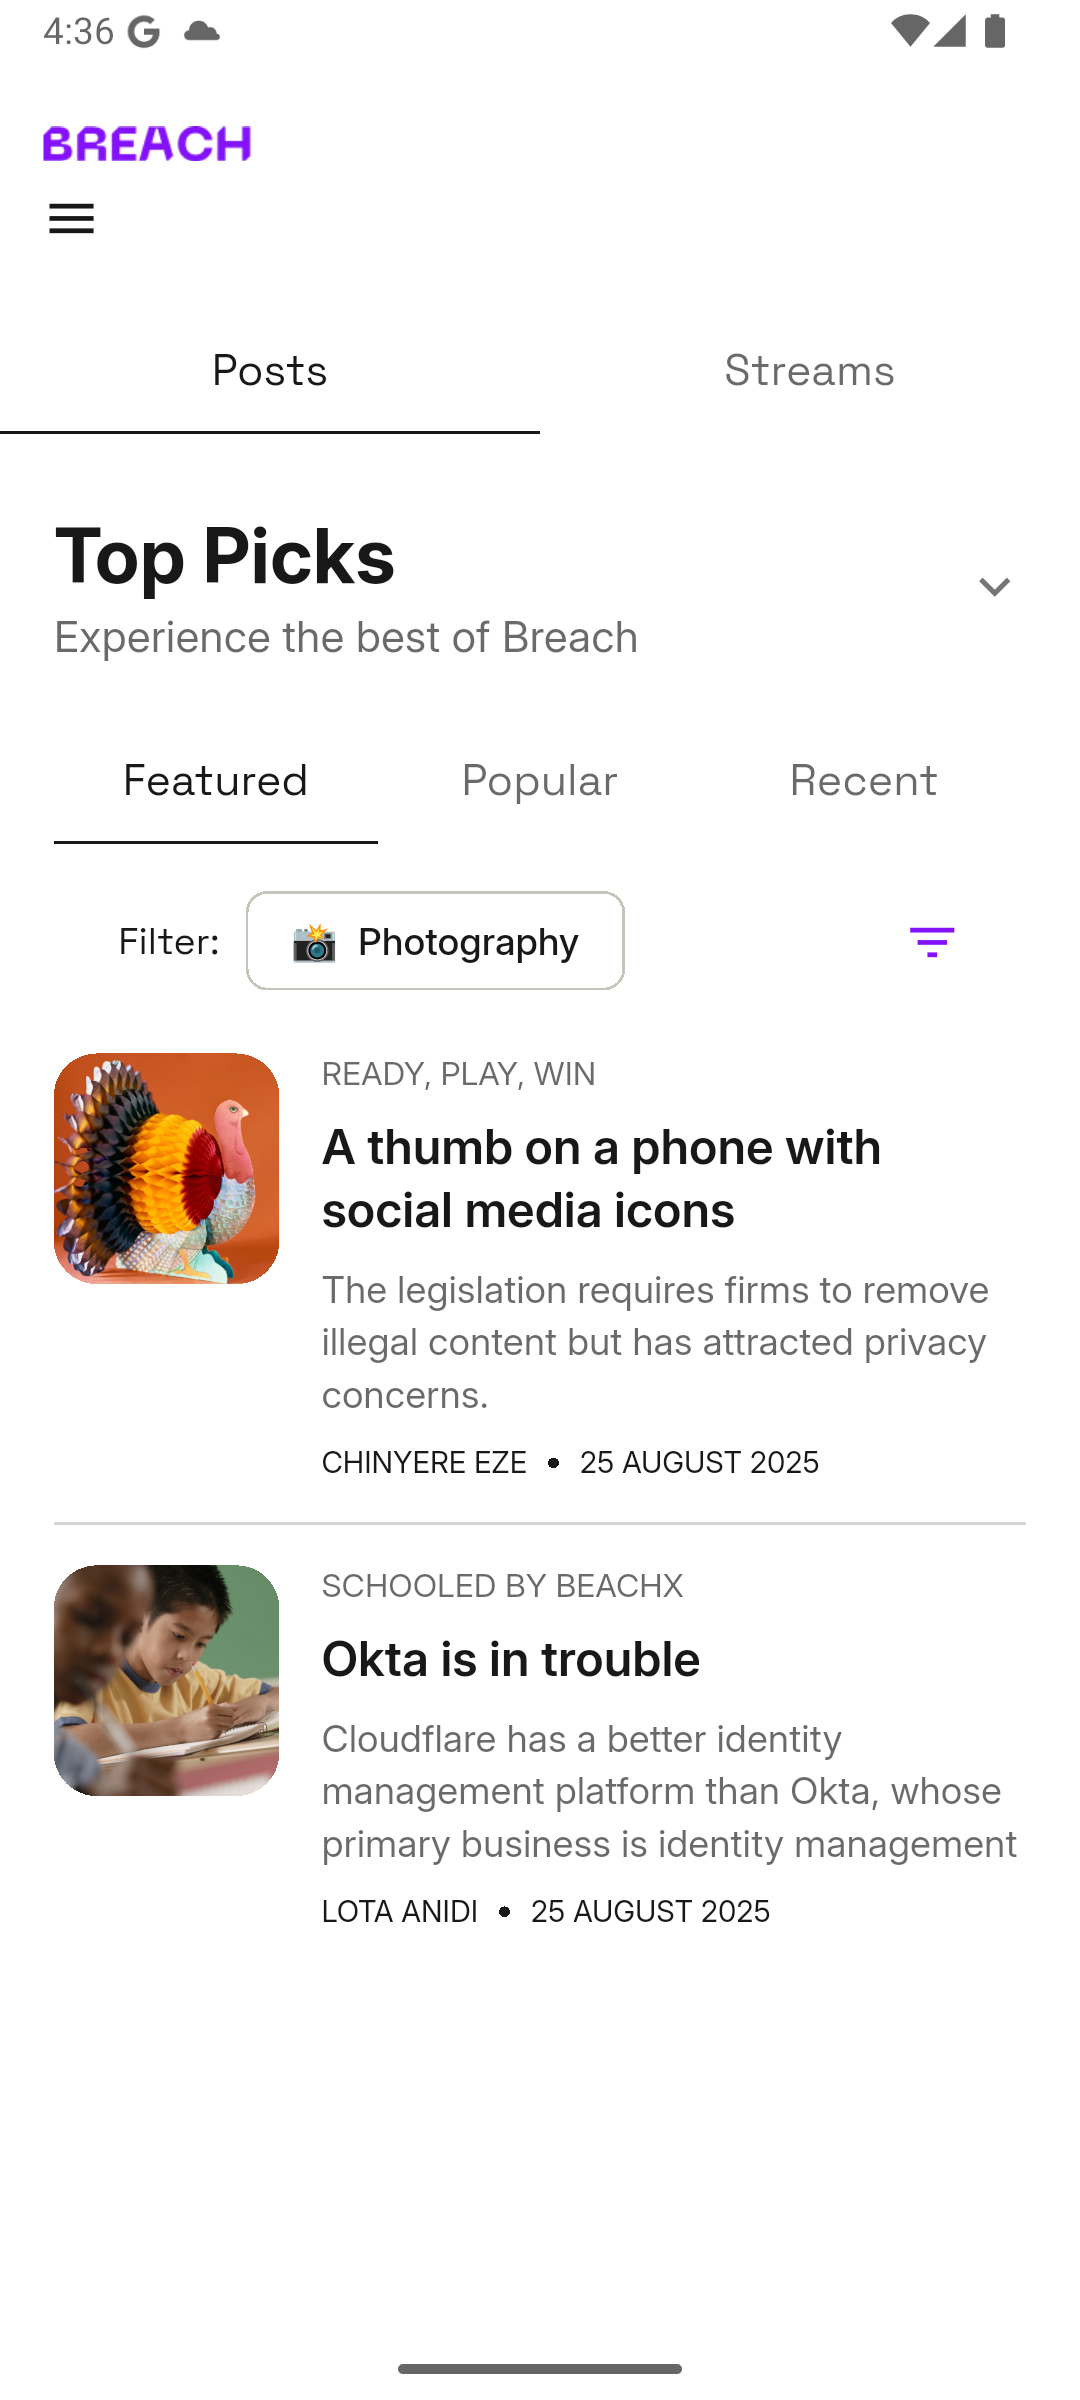 4:36
BREACH
Posts
Streams
Top Picks
Experience the best of Breach
Featured
Popular
Recent
Filter:
Photography
READY, PLAY, WIN
A thumb on a phone with
social media icons
The legislation requires firms to remove
illegal content but has attracted privacy
concerns.
CHINYERE EZE • 25 AUGUST 2025
SCHOOLED BY BEACHX
Okta is in trouble
Cloudflare has a better identity
management platform than Okta, whose
primary business is identity management
LOTA ANIDI • 25 AUGUST 2025